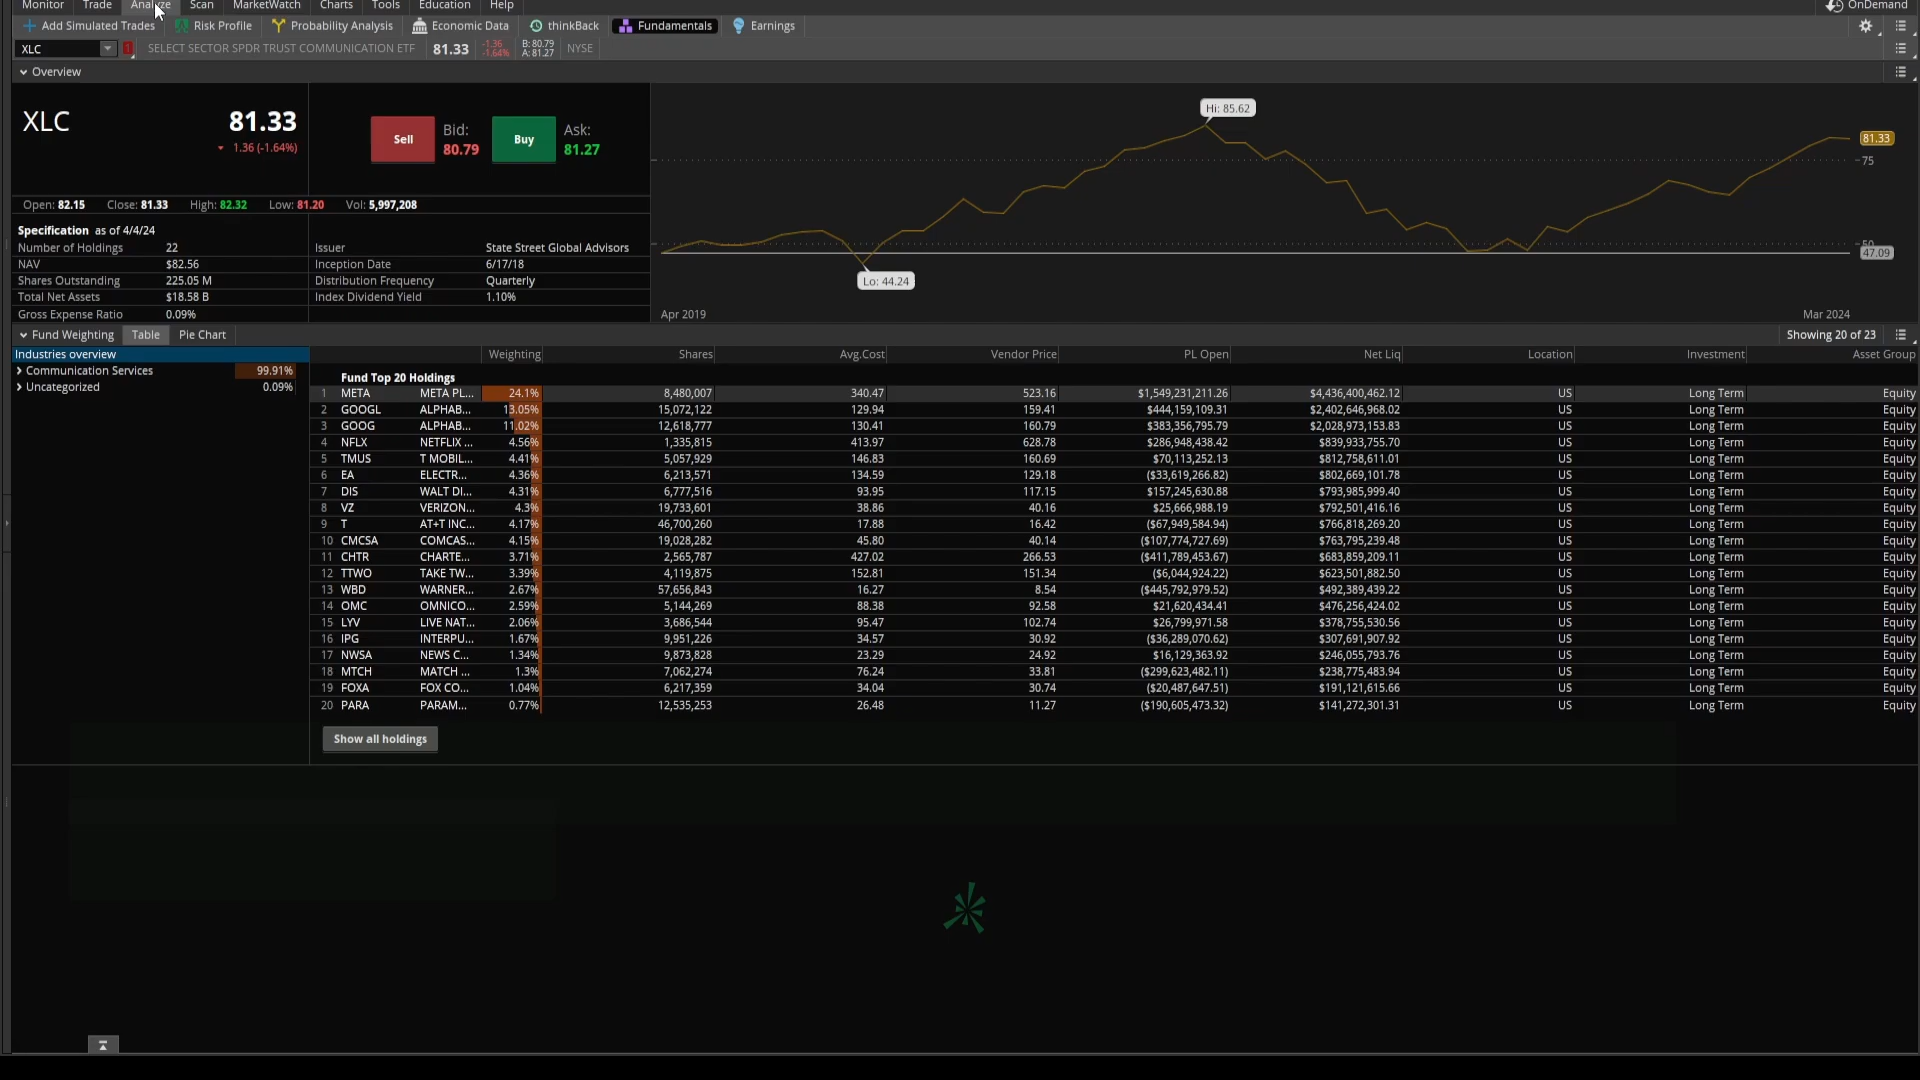 Monitor Trade Analyze Scan MarketWatch Charts Tools Education Help OnDemand
Add Simulated Trades Risk Profile Probability Analysis Economic Data thinkBack Fundamentals Earnings
XLC SELECT SECTOR SPDR TRUST COMMUNICATION ETF 81.33 -1.36 -1.64% B: 80.79 A: 81.27 NYSE
Overview
XLC 81.33
1.36 (-1.64%)
Sell Bid: 80.79 Buy Ask: 81.27
Open: 82.15 Close: 81.33 High: 82.32 Low: 81.20 Vol: 5,997,208
Specification as of 4/4/24
Number of Holdings 22 Issuer State Street Global Advisors
NAV $82.56 Inception Date 6/17/18
Shares Outstanding 225.05 M Distribution Frequency Quarterly
Total Net Assets $18.58 B Index Dividend Yield 1.10%
Gross Expense Ratio 0.09%
Hi: 85.62
81.33
75
50
47.09
Lo: 44.24
Apr 2019 Mar 2024
Fund Weighting Table Pie Chart Showing 20 of 23
Industries overview
Communication Services 99.91%
Uncategorized 0.09%
Weighting Shares Avg.Cost Vendor Price PL Open Net Liq Location Investment Asset Group
Fund Top 20 Holdings
1 META META PL... 24.1% 8,480,007 340.47 523.16 $1,549,231,211.26 $4,436,400,462.12 US Long Term Equity
2 GOOGL ALPHAB... 13.05% 15,072,122 129.94 159.41 $444,159,109.31 $2,402,646,968.02 US Long Term Equity
3 GOOG ALPHAB... 11.02% 12,618,777 130.41 160.79 $383,356,795.79 $2,028,973,153.83 US Long Term Equity
4 NFLX NETFLIX ... 4.56% 1,335,815 413.97 628.78 $286,948,438.42 $839,933,755.70 US Long Term Equity
5 TMUS T MOBIL... 4.41% 5,057,929 146.83 160.69 $70,113,252.13 $812,758,611.01 US Long Term Equity
6 EA ELECTR... 4.36% 6,213,571 134.59 129.18 ($33,619,266.82) $802,669,101.78 US Long Term Equity
7 DIS WALT DI... 4.31% 6,777,516 93.95 117.15 $157,245,630.88 $793,985,999.40 US Long Term Equity
8 VZ VERIZON... 4.3% 19,733,601 38.86 40.16 $25,666,988.19 $792,501,416.16 US Long Term Equity
9 T AT+T INC... 4.17% 46,700,260 17.88 16.42 ($67,949,584.94) $766,818,269.20 US Long Term Equity
10 CMCSA COMCAS... 4.15% 19,028,282 45.80 40.14 ($107,774,727.69) $763,795,239.48 US Long Term Equity
11 CHTR CHARTE... 3.71% 2,565,787 427.02 266.53 ($411,789,453.67) $683,859,209.11 US Long Term Equity
12 TTWO TAKE TW... 3.39% 4,119,875 152.81 151.34 ($6,044,924.22) $623,501,882.50 US Long Term Equity
13 WBD WARNER... 2.67% 57,656,843 16.27 8.54 ($445,792,979.52) $492,389,439.22 US Long Term Equity
14 OMC OMNICO... 2.59% 5,144,269 88.38 92.58 $21,620,434.41 $476,256,424.02 US Long Term Equity
15 LYV LIVE NAT... 2.06% 3,686,544 95.47 102.74 $26,799,971.58 $378,755,530.56 US Long Term Equity
16 IPG INTERPU... 1.67% 9,951,226 34.57 30.92 ($36,289,070.62) $307,691,907.92 US Long Term Equity
17 NWSA NEWS C... 1.34% 9,873,828 23.29 24.92 $16,129,363.92 $246,055,793.76 US Long Term Equity
18 MTCH MATCH ... 1.3% 7,062,274 76.24 33.81 ($299,623,482.11) $238,775,483.94 US Long Term Equity
19 FOXA FOX CO... 1.04% 6,217,359 34.04 30.74 ($20,487,647.51) $191,121,615.66 US Long Term Equity
20 PARA PARAM... 0.77% 12,535,253 26.48 11.27 ($190,605,473.32) $141,272,301.31 US Long Term Equity
Show all holdings